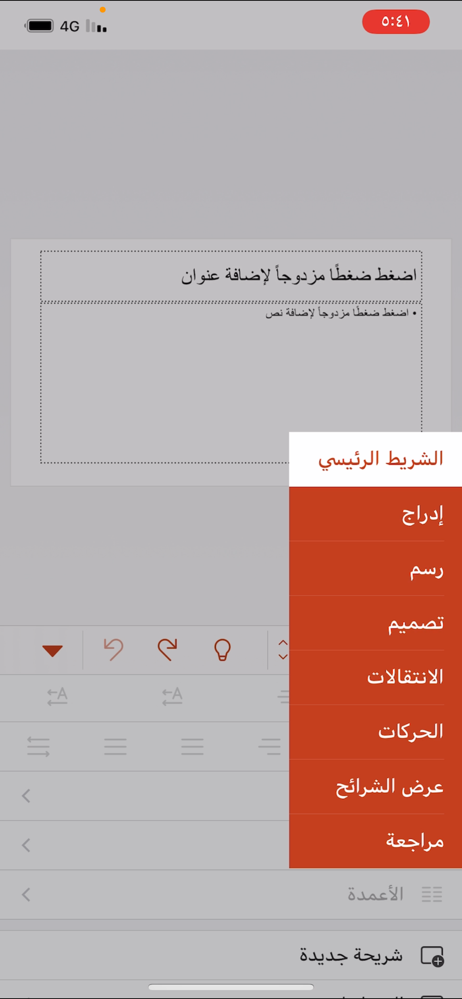 ٥:٤١
4G
اضغط ضغطًا مزدوجاً لإضافة عنوان
• اضغط ضغطًا مزدوجاً لإضافة نص
الشريط الرئيسي
إدراج
رسم
تصميم
الانتقالات
الحركات
عرض الشرائح
مراجعة
الأعمدة
شريحة جديدة